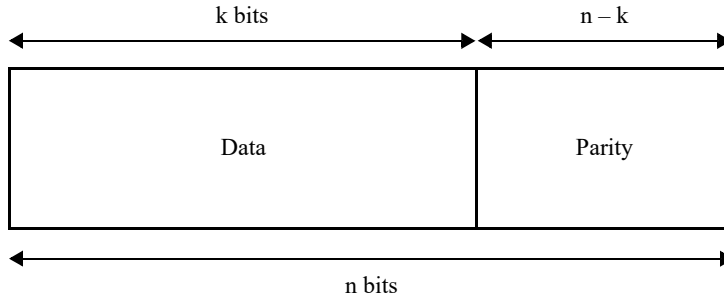 k bits
n – k
Data
Parity
n bits